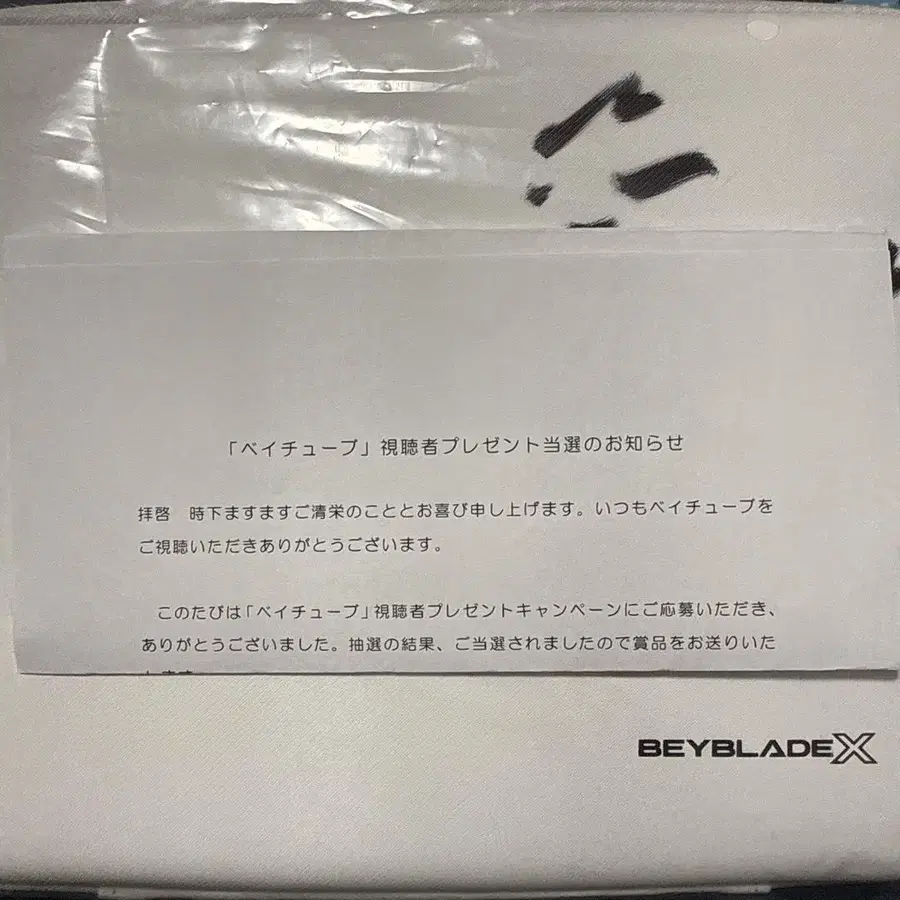 「ベイチューブ」視聴者プレゼント当選のお知らせ
拝啓　時下ますますご清栄のこととお喜び申し上げます。いつもベイチューブを
ご視聴いただきありがとうございます。
このたびは「ベイチューブ」視聴者プレゼントキャンペーンにご応募いただき、
ありがとうございました。抽選の結果、ご当選されましたので賞品をお送りいた
BEYBLADE X